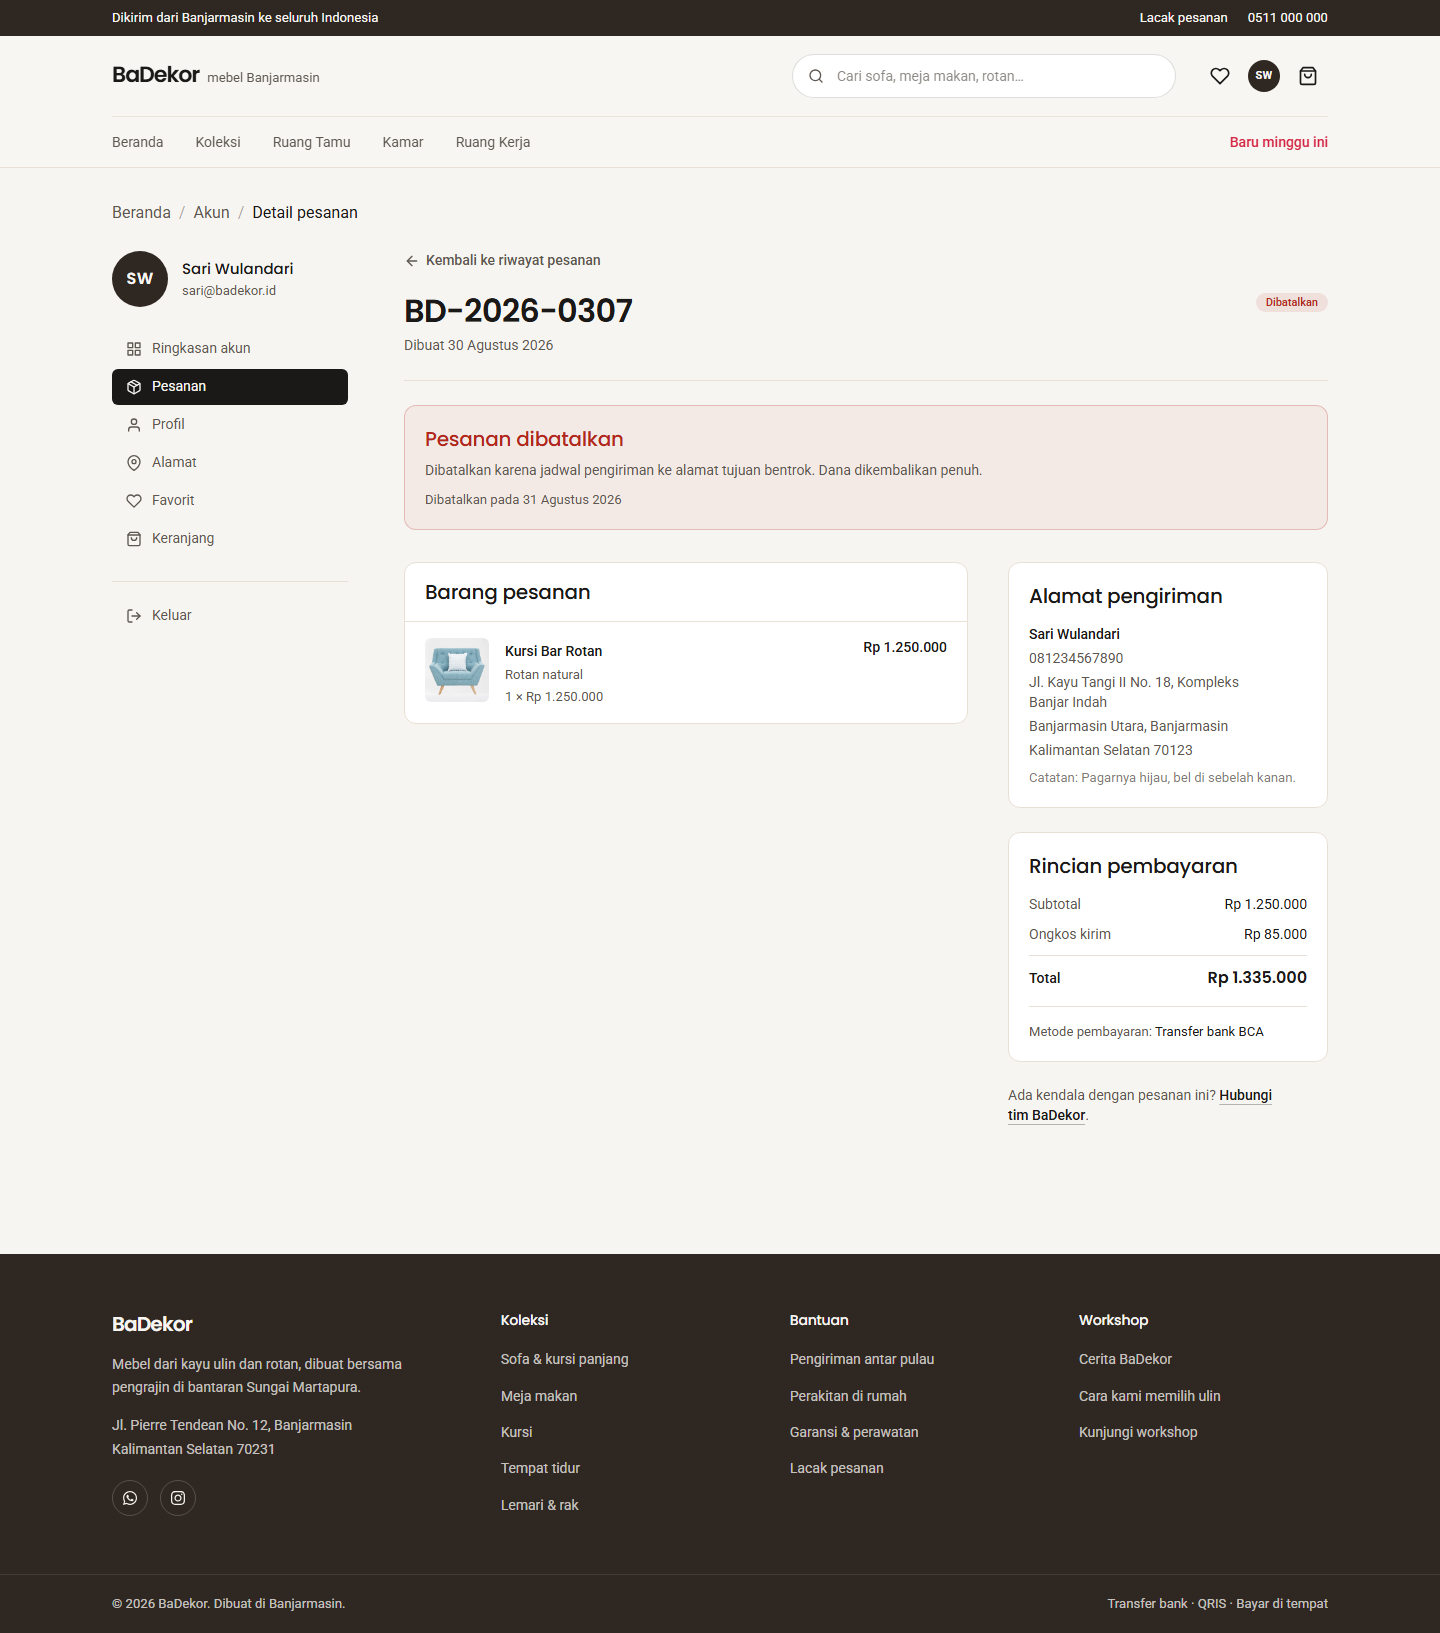 Dikirim dari Banjarmasin ke seluruh Indonesia
Lacak pesanan
0511 000 000
BaDekor
mebel Banjarmasin
Cari sofa, meja makan, rotan...
SW
Beranda
Koleksi
Ruang Tamu
Kamar
Ruang Kerja
Baru minggu ini
Beranda / Akun / Detail pesanan
SW
Sari Wulandari
sari@badekor.id
Ringkasan akun
Pesanan
Profil
Alamat
Favorit
Keranjang
Keluar
Kembali ke riwayat pesanan
BD-2026-0307
Dibatalkan
Dibuat 30 Agustus 2026
Pesanan dibatalkan
Dibatalkan karena jadwal pengiriman ke alamat tujuan bentrok. Dana dikembalikan penuh.
Dibatalkan pada 31 Agustus 2026
Barang pesanan
Kursi Bar Rotan
Rp 1.250.000
Rotan natural
1 × Rp 1.250.000
Alamat pengiriman
Sari Wulandari
081234567890
Jl. Kayu Tangi II No. 18, Kompleks
Banjar Indah
Banjarmasin Utara, Banjarmasin
Kalimantan Selatan 70123
Catatan: Pagarnya hijau, bel di sebelah kanan.
Rincian pembayaran
Subtotal Rp 1.250.000
Ongkos kirim Rp 85.000
Total Rp 1.335.000
Metode pembayaran: Transfer bank BCA
Ada kendala dengan pesanan ini? Hubungi
tim BaDekor.
BaDekor
Mebel dari kayu ulin dan rotan, dibuat bersama
pengrajin di bantaran Sungai Martapura.
Jl. Pierre Tendean No. 12, Banjarmasin
Kalimantan Selatan 70231
Koleksi
Sofa & kursi panjang
Meja makan
Kursi
Tempat tidur
Lemari & rak
Bantuan
Pengiriman antar pulau
Perakitan di rumah
Garansi & perawatan
Lacak pesanan
Workshop
Cerita BaDekor
Cara kami memilih ulin
Kunjungi workshop
© 2026 BaDekor. Dibuat di Banjarmasin.
Transfer bank · QRIS · Bayar di tempat